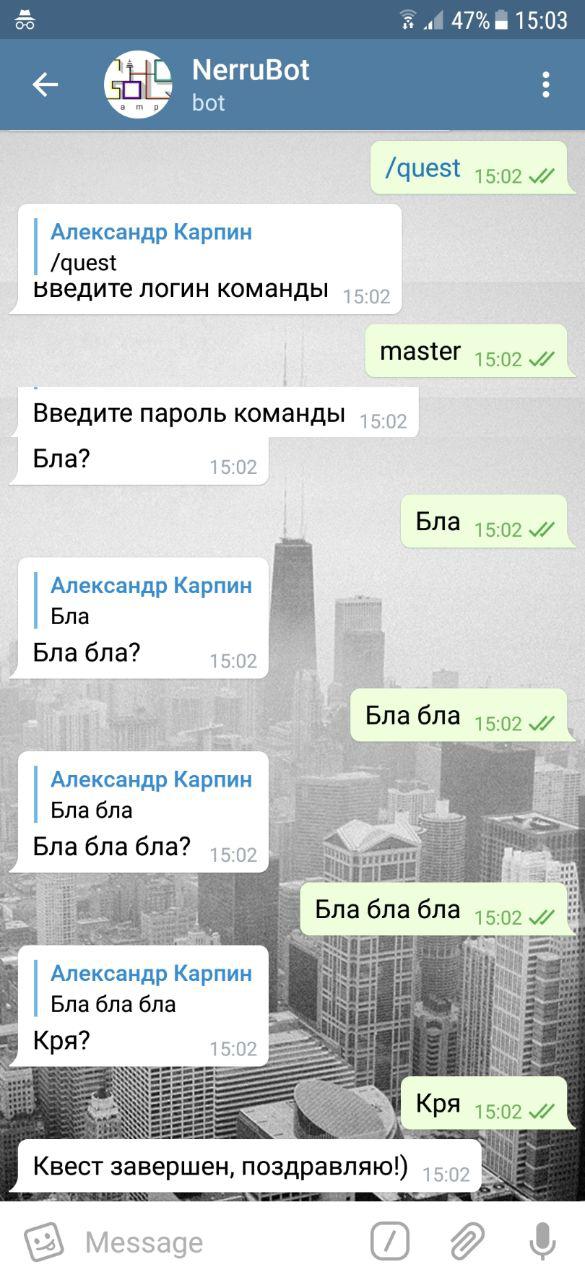 47% 15:03
NerruBot
bot
amp
/quest 15:02
Александр Карпин
/quest
Введите логин команды 15:02
master 15:02
Введите пароль команды 15:02
Бла? 15:02
Бла 15:02
Александр Карпин
Бла
Бла бла? 15:02
Бла бла 15:02
Александр Карпин
Бла бла
Бла бла бла? 15:02
Бла бла бла 15:02
Александр Карпин
Бла бла бла
Кря? 15:02
Кря 15:02
Квест завершен, поздравляю!) 15:02
Message